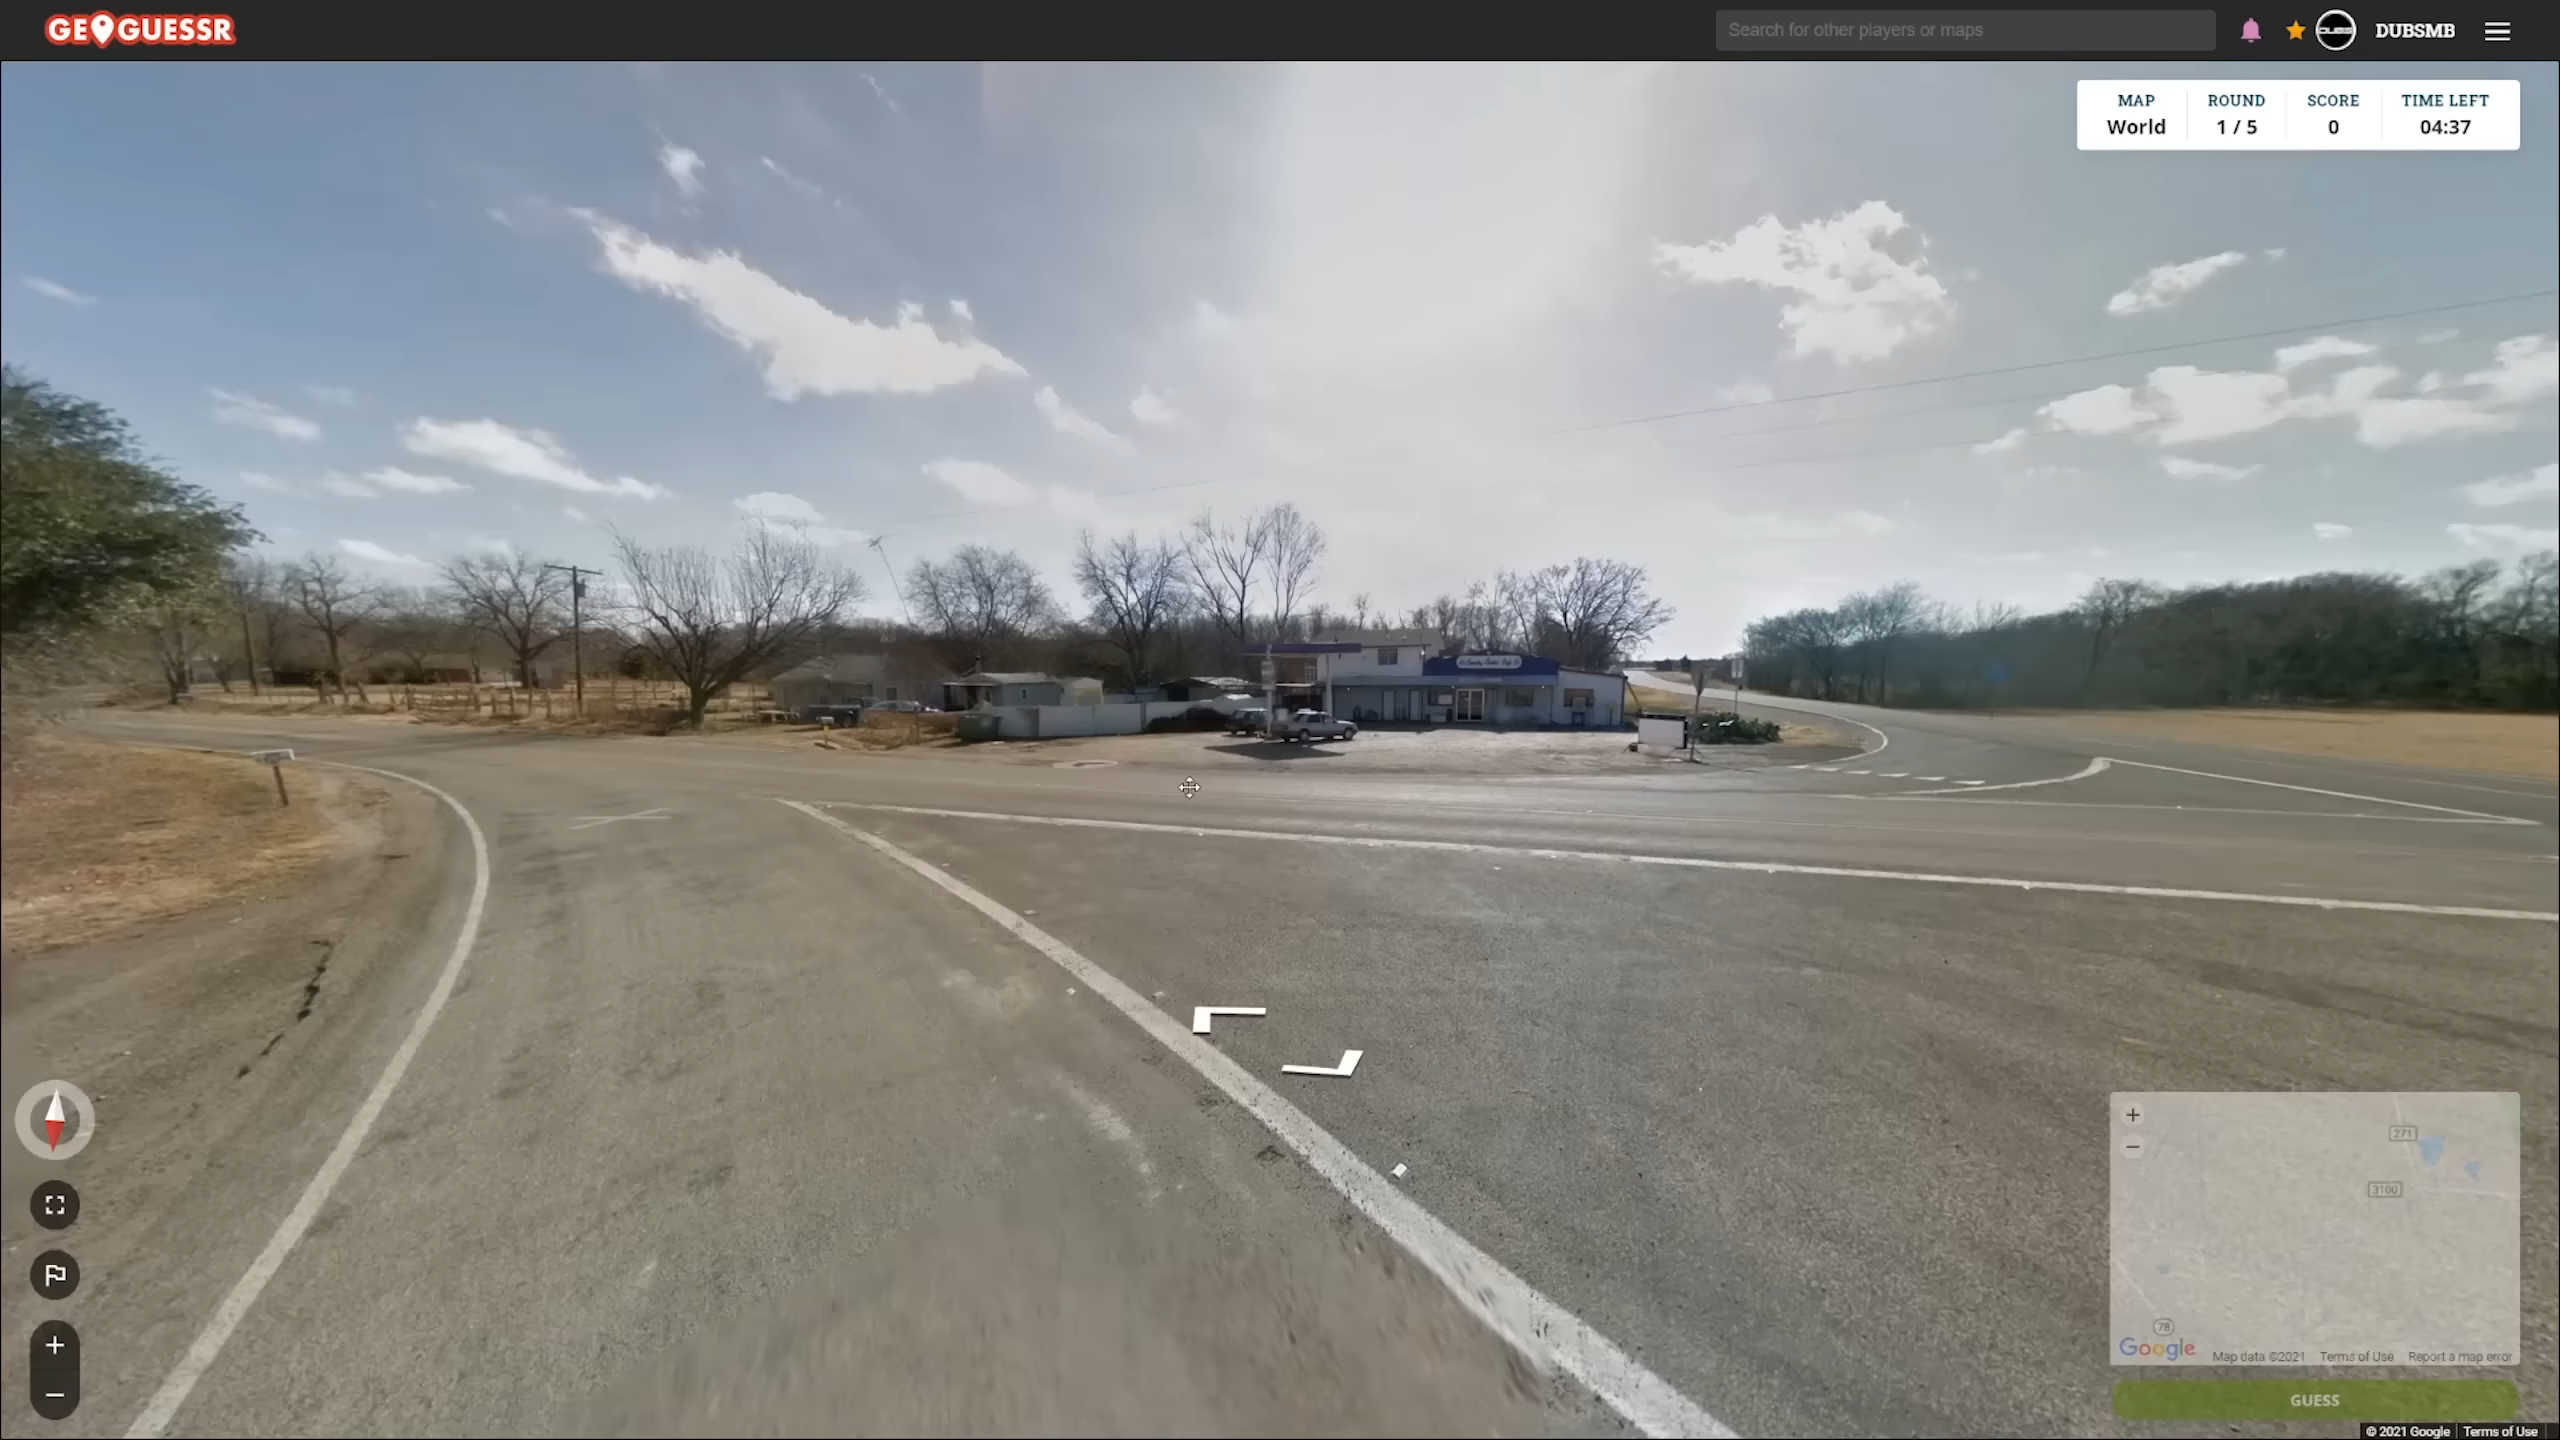 GEOGUESSR
Search for other players or maps
DUBSMB
MAP
World
ROUND
1 / 5
SCORE
0
TIME LEFT
04:37
271
3100
78
Google
Map data ©2021
Terms of Use
Report a map error
GUESS
© 2021 Google
Terms of Use